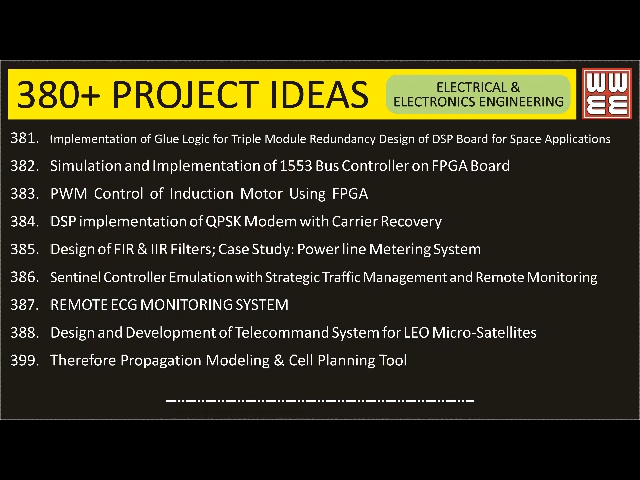 380+ PROJECT IDEAS
ELECTRICAL &
ELECTRONICS ENGINEERING
WW
EE
381. Implementation of Glue Logic for Triple Module Redundancy Design of DSP Board for Space Applications
382. Simulation and Implementation of 1553 Bus Controller on FPGA Board
383. PWM Control of Induction Motor Using FPGA
384. DSP implementation of QPSK Modem with Carrier Recovery
385. Design of FIR & IIR Filters; Case Study: Power line Metering System
386. Sentinel Controller Emulation with Strategic Traffic Management and Remote Monitoring
387. REMOTE ECG MONITORING SYSTEM
388. Design and Development of Telecommand System for LEO Micro-Satellites
399. Therefore Propagation Modeling & Cell Planning Tool